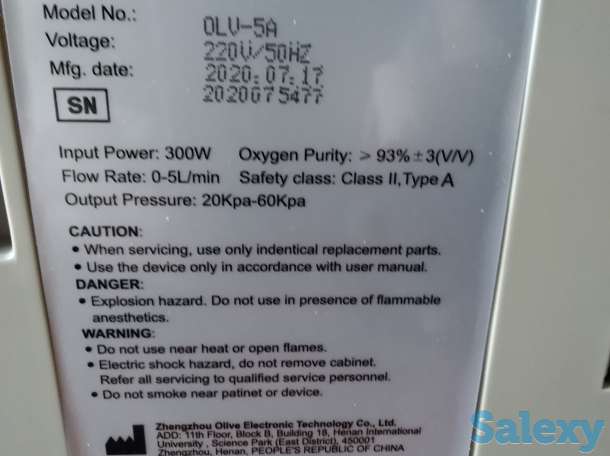 Model No.: OLV-5A
Voltage: 220V/50HZ
Mfg. date: 2020.07.17
SN 2020075477
Input Power: 300W Oxygen Purity: > 93% ±3(V/V)
Flow Rate: 0-5L/min Safety class: Class II,Type A
Output Pressure: 20Kpa-60Kpa
CAUTION:
• When servicing, use only indentical replacement parts.
• Use the device only in accordance with user manual.
DANGER:
• Explosion hazard. Do not use in presence of flammable
anesthetics.
WARNING:
• Do not use near heat or open flames.
• Electric shock hazard, do not remove cabinet.
Refer all servicing to qualified service personnel.
• Do not smoke near patinet or device.
Zhengzhou Olive Electronic Technology Co., Ltd.
ADD: 11th Floor, Block B, Building 18, Henan International
University , Science Park (East District), 450001
Zhengzhou, Henan, PEOPLE'S REPUBLIC OF CHINA
Salexy